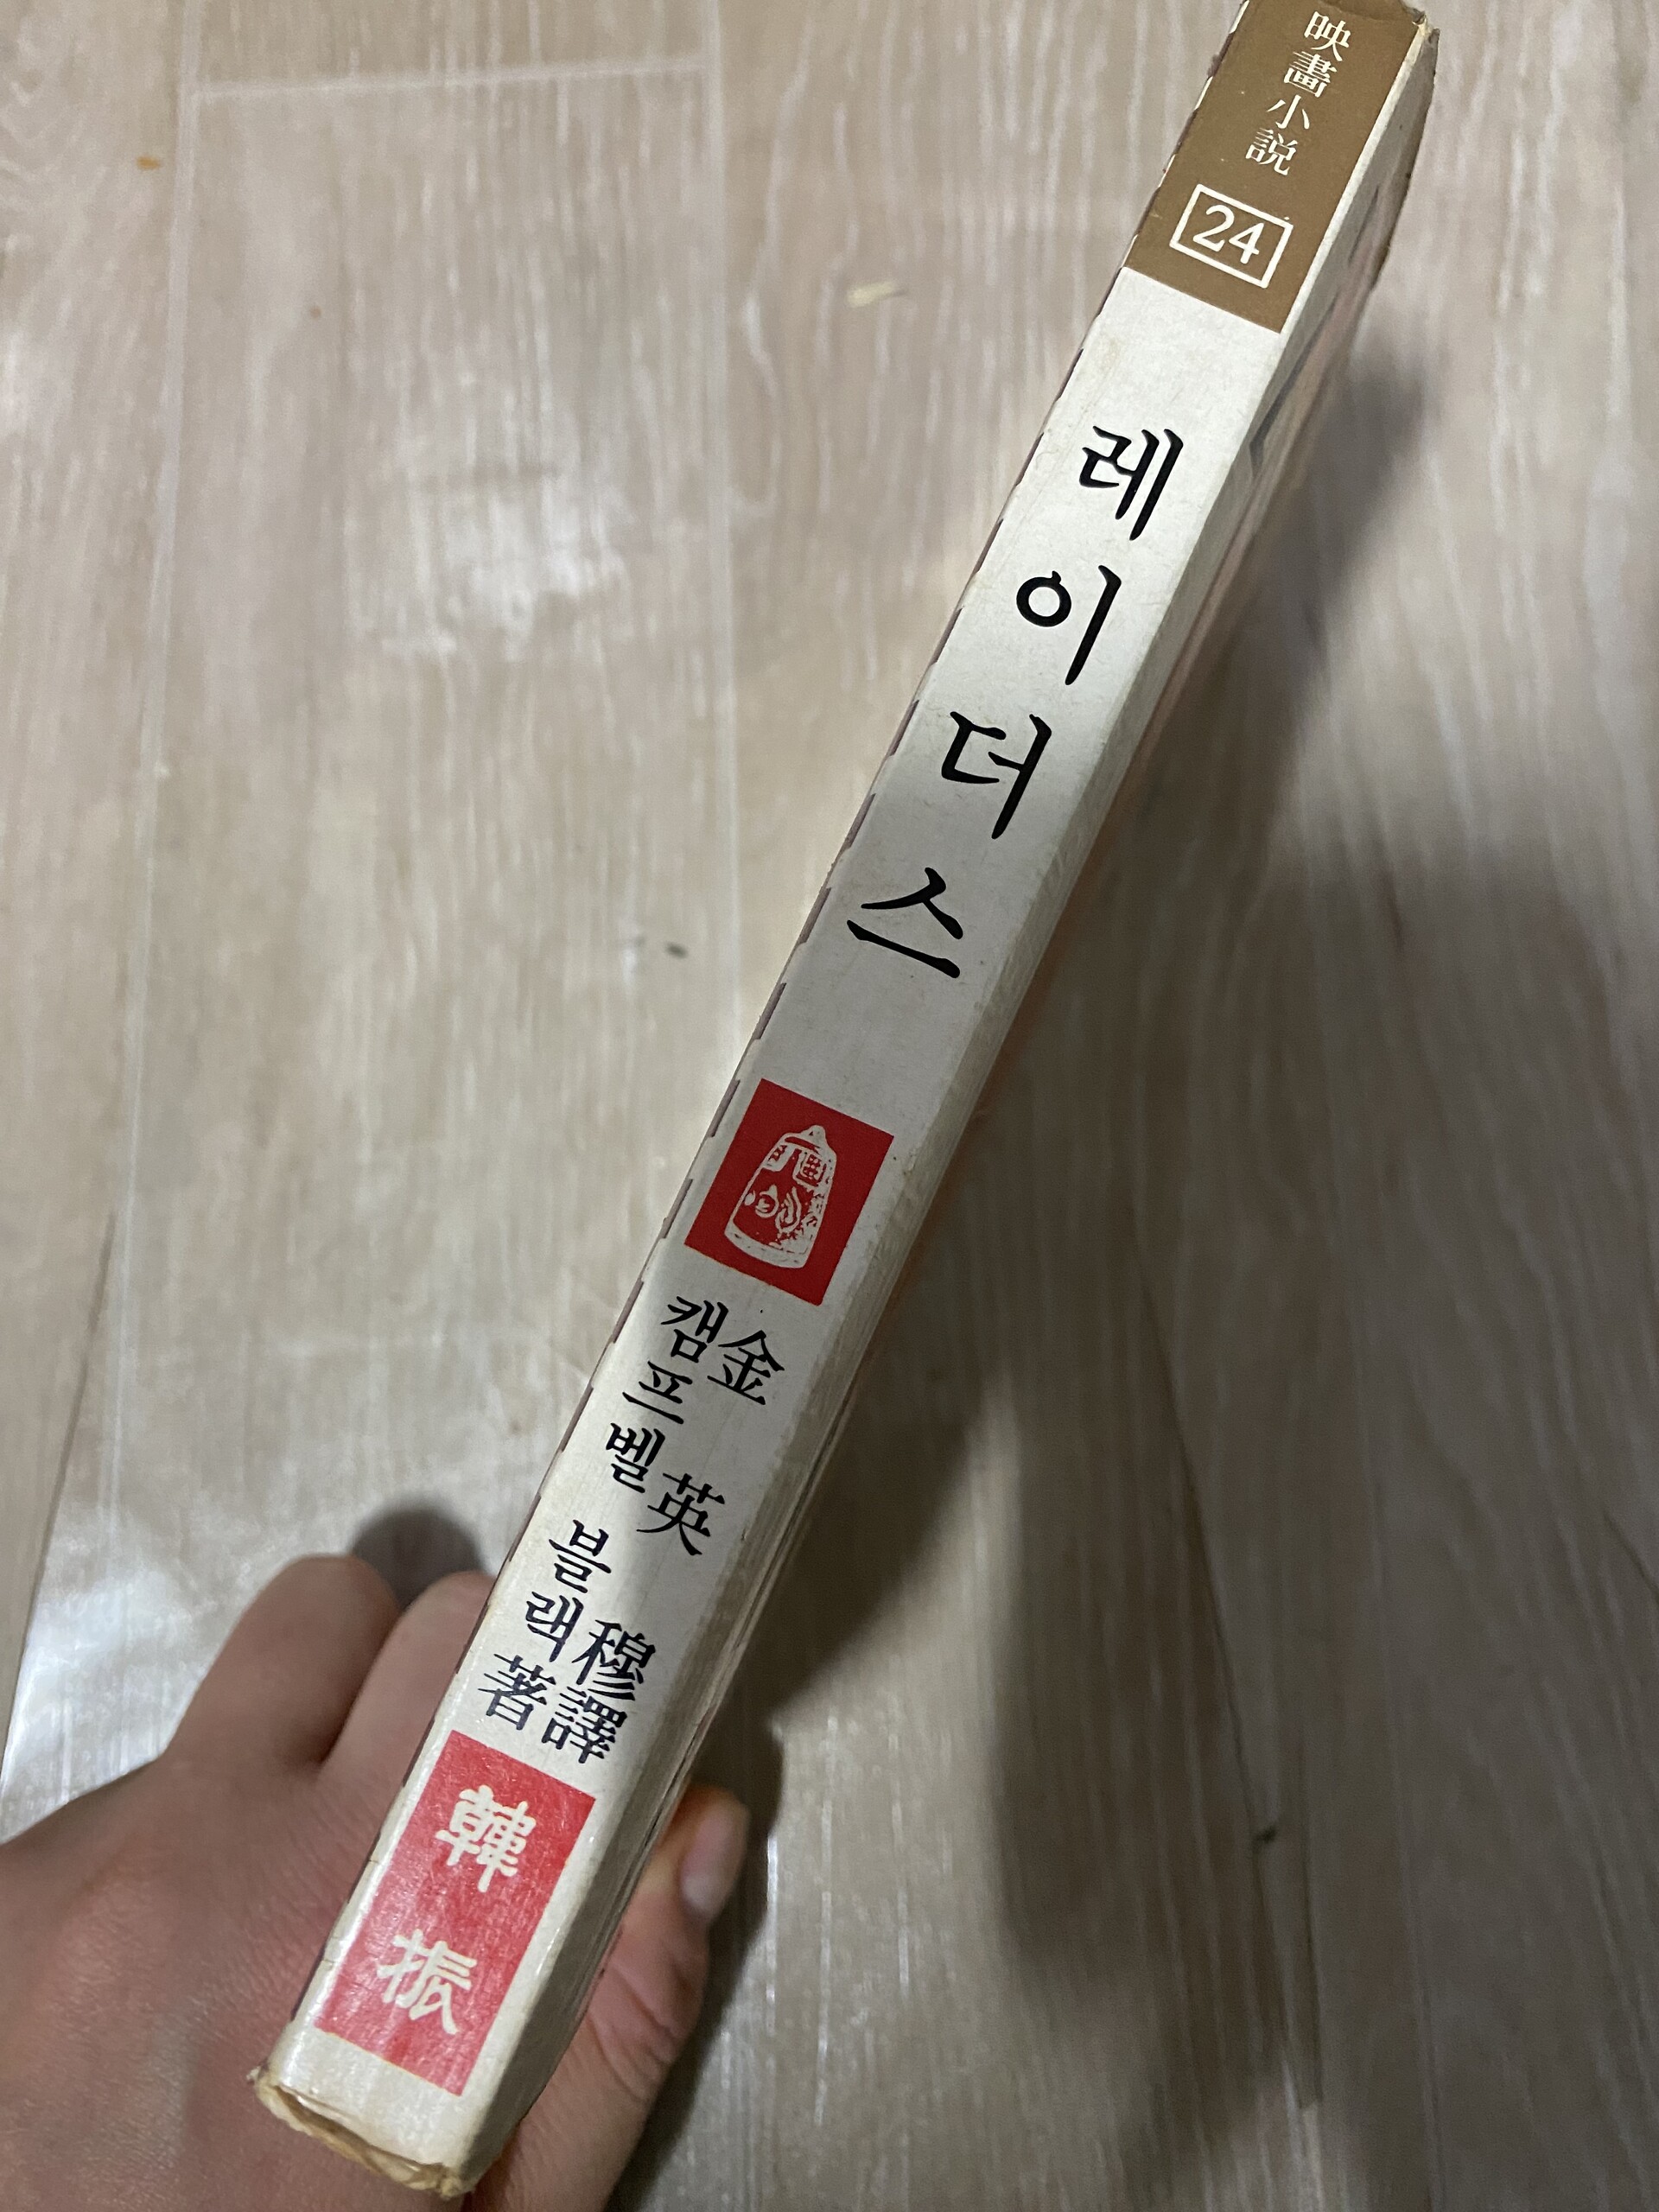 映畵小説
24
레이더스
캠프벨 블랙 著
金英穆 譯
韓振